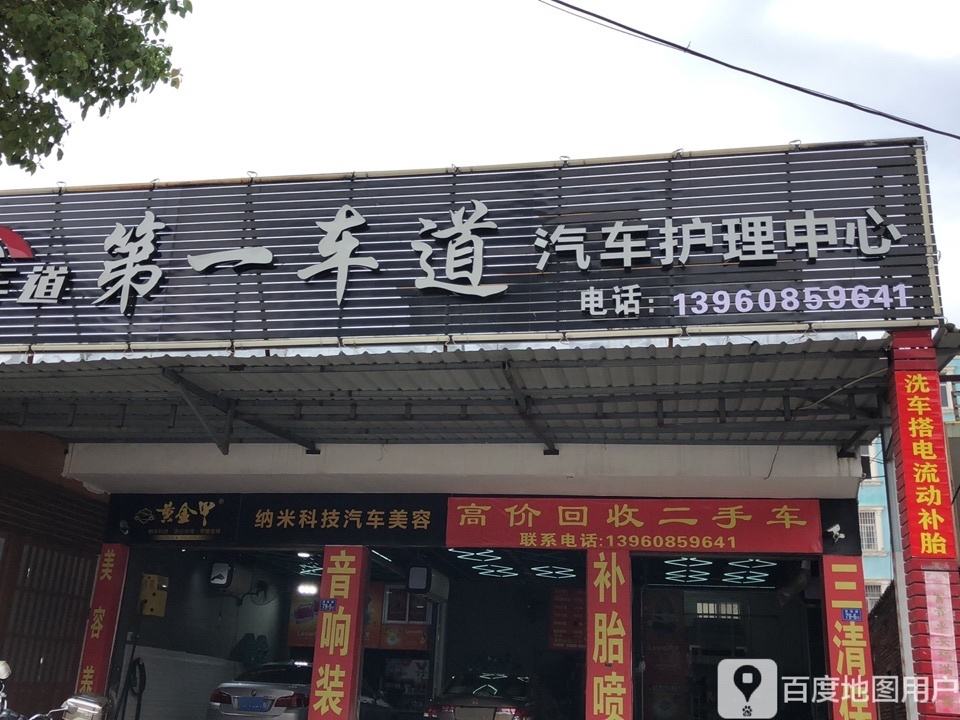 车道
第一车道
汽车护理中心
电话：13960859641
黄金甲
纳米科技汽车美容
高价回收二手车
联系电话:13960859641
洗车搭电流动补胎
美容养
音响装
补胎喷
三清
百度地图用户